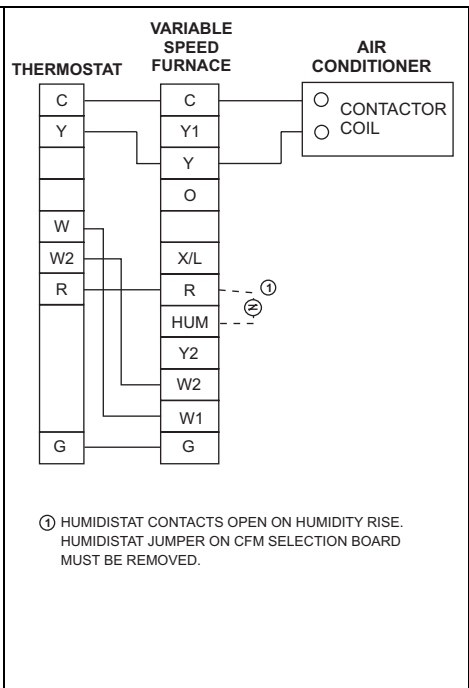 VARIABLE
SPEED
FURNACE
THERMOSTAT
AIR
CONDITIONER
C
Y
W
W2
R
G
C
Y1
Y
O
X/L
R
HUM
Y2
W2
W1
G
CONTACTOR
COIL
①
① HUMIDISTAT CONTACTS OPEN ON HUMIDITY RISE.
HUMIDISTAT JUMPER ON CFM SELECTION BOARD
MUST BE REMOVED.